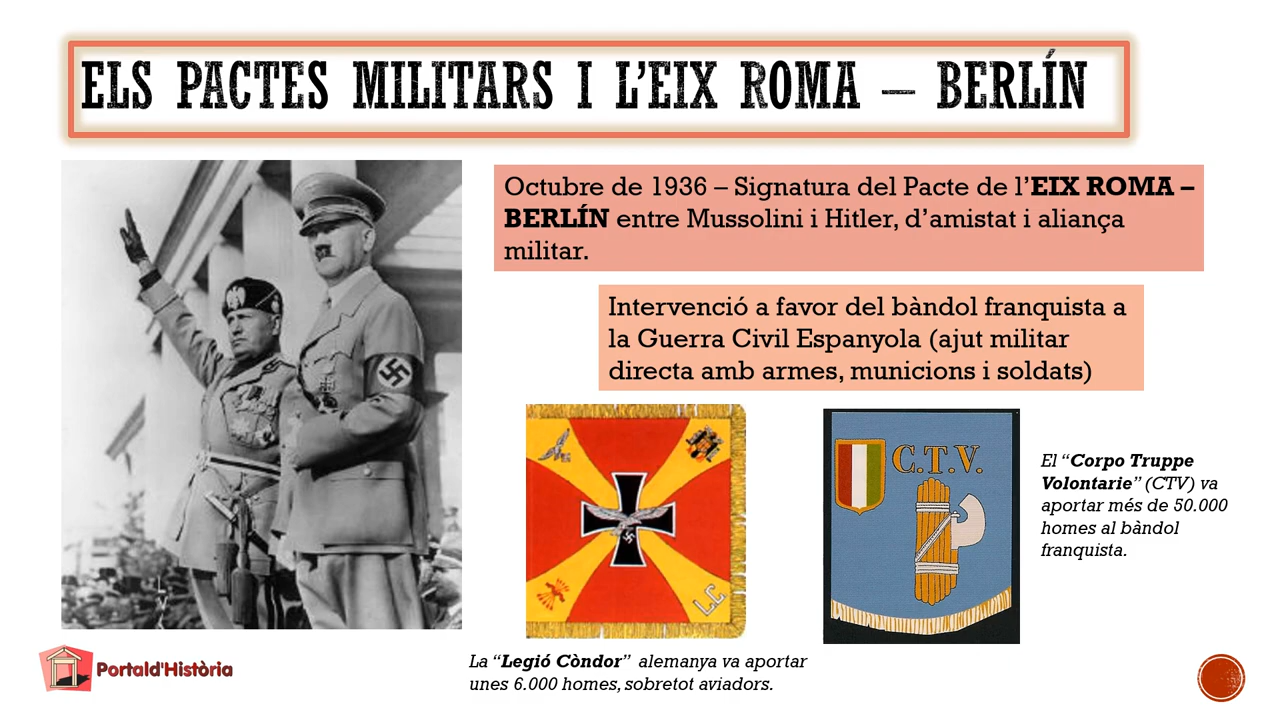 ELS PACTES MILITARS I L’EIX ROMA – BERLÍN
Octubre de 1936 – Signatura del Pacte de l’EIX ROMA –
BERLÍN entre Mussolini i Hitler, d’amistat i aliança
militar.
Intervenció a favor del bàndol franquista a
la Guerra Civil Espanyola (ajut militar
directa amb armes, municions i soldats)
L.C
C.T.V.
El “Corpo Truppe
Volontarie” (CTV) va
aportar més de 50.000
homes al bàndol
franquista.
La “Legió Còndor” alemanya va aportar
unes 6.000 homes, sobretot aviadors.
Portald'Història